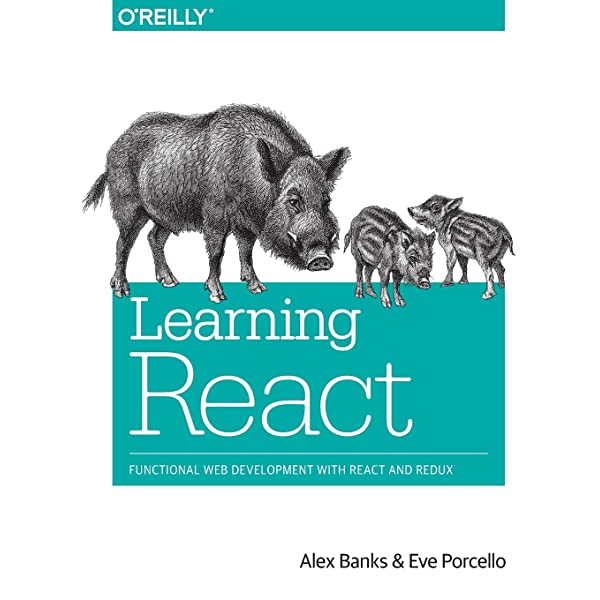 O'REILLY®
Learning
React
FUNCTIONAL WEB DEVELOPMENT WITH REACT AND REDUX
Alex Banks & Eve Porcello